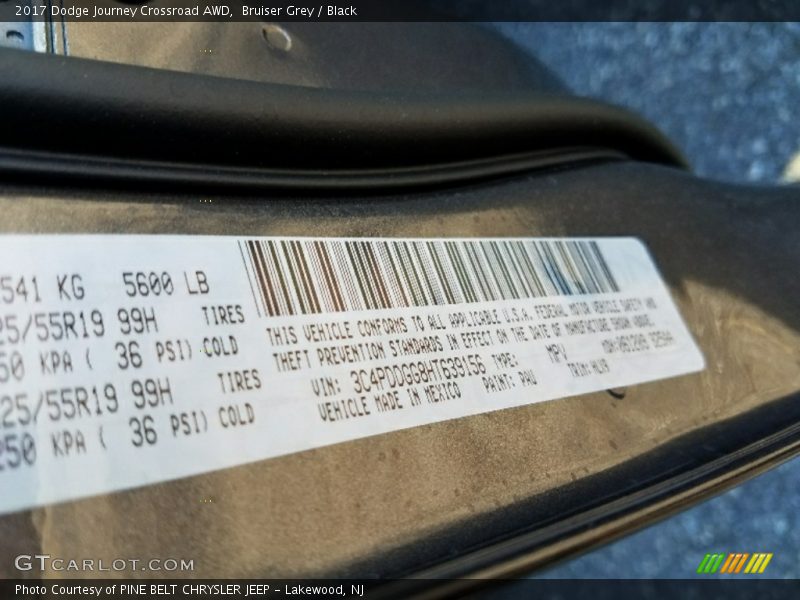 2017 Dodge Journey Crossroad AWD,  Bruiser Grey / Black
541 KG 5600 LB
25/55R19 99H TIRES
50 KPA ( 36 PSI) COLD
25/55R19 99H TIRES
250 KPA ( 36 PSI) COLD
THIS VEHICLE CONFORMS TO ALL APPLICABLE U.S.A. FEDERAL MOTOR VEHICLE SAFETY AND
THEFT PREVENTION STANDARDS IN EFFECT ON THE DATE OF MANUFACTURE SHOWN ABOVE.
VIN: 3C4PDDGG8HT639156 TYPE: MPV
VEHICLE MADE IN MEXICO PAINT: PAU TRIM:
GTCARLOT.COM
Photo Courtesy of PINE BELT CHRYSLER JEEP – Lakewood, NJ